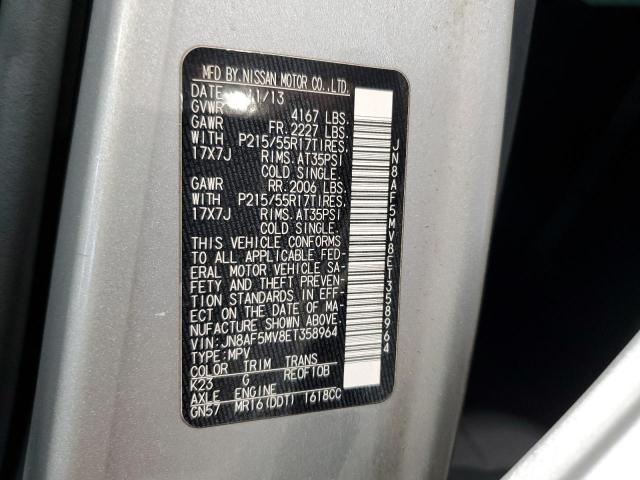 MFD BY NISSAN MOTOR CO., LTD.
DATE 11/13
GVWR 4167 LBS.
GAWR FR. 2227 LBS.
WITH P215/55R17TIRES.
17X7J RIMS.AT35PSI
COLD SINGLE.
GAWR RR. 2006 LBS.
WITH P215/55R17TIRES.
17X7J RIMS.AT35PSI
COLD SINGLE.
THIS VEHICLE CONFORMS
TO ALL APPLICABLE FED-
ERAL MOTOR VEHICLE SA-
FETY AND THEFT PREVEN-
TION STANDARDS IN EFF-
ECT ON THE DATE OF MA-
NUFACTURE SHOWN ABOVE.
VIN:JN8AF5MV8ET358964
TYPE:MPV
COLOR TRIM TRANS
K23 G RE0F10B
AXLE ENGINE
GN57 MR16(DDT) 1618CC
JN8AF5MV8ET358964